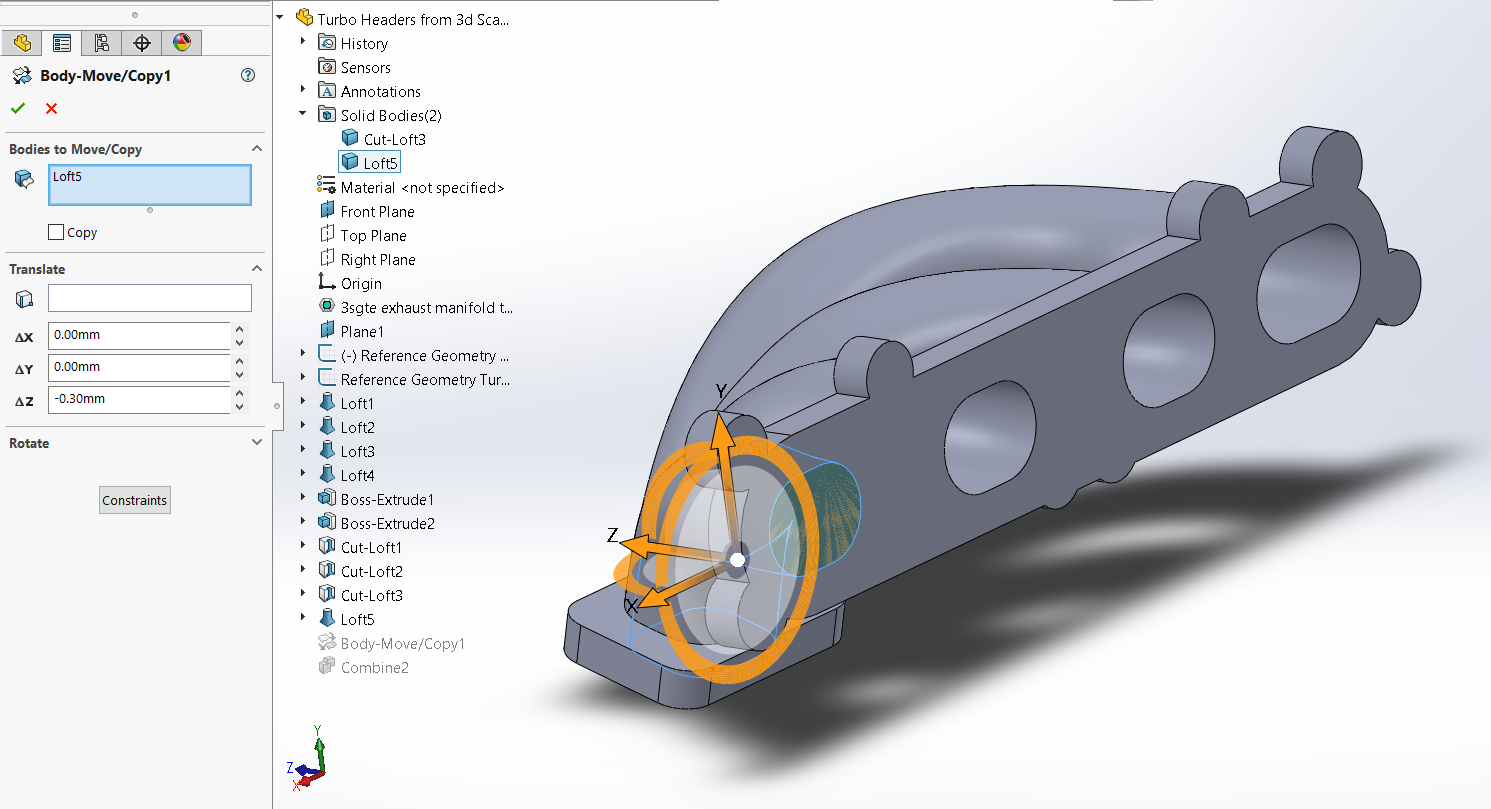 Body-Move/Copy1
Bodies to Move/Copy
Loft5
Copy
Translate
ΔX 0.00mm
ΔY 0.00mm
ΔZ -0.30mm
Rotate
Constraints
Turbo Headers from 3d Sca...
History
Sensors
A Annotations
Solid Bodies(2)
Cut-Loft3
Loft5
Material <not specified>
Front Plane
Top Plane
Right Plane
Origin
3sgte exhaust manifold t...
Plane1
(-) Reference Geometry ...
Reference Geometry Tur...
Loft1
Loft2
Loft3
Loft4
Boss-Extrude1
Boss-Extrude2
Cut-Loft1
Cut-Loft2
Cut-Loft3
Loft5
Body-Move/Copy1
Combine2
Y
Z
X
Y
Z
X